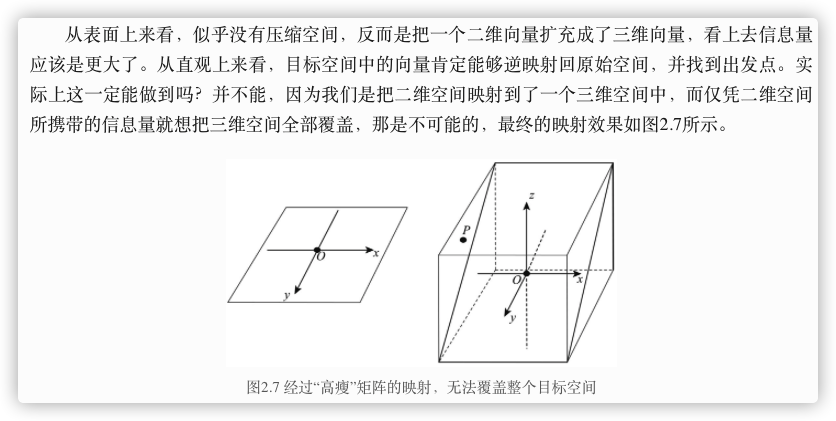 从表面上来看，似乎没有压缩空间，反而是把一个二维向量扩充成了三维向量，看上去信息量
应该是更大了。从直观上来看，目标空间中的向量肯定能够逆映射回原始空间，并找到出发点。实
际上这一定能做到吗？并不能，因为我们是把二维空间映射到了一个三维空间中，而仅凭二维空间
所携带的信息量就想把三维空间全部覆盖，那是不可能的，最终的映射效果如图2.7所示。
O
x
y
z
P
O
x
y
图2.7 经过“高瘦”矩阵的映射，无法覆盖整个目标空间